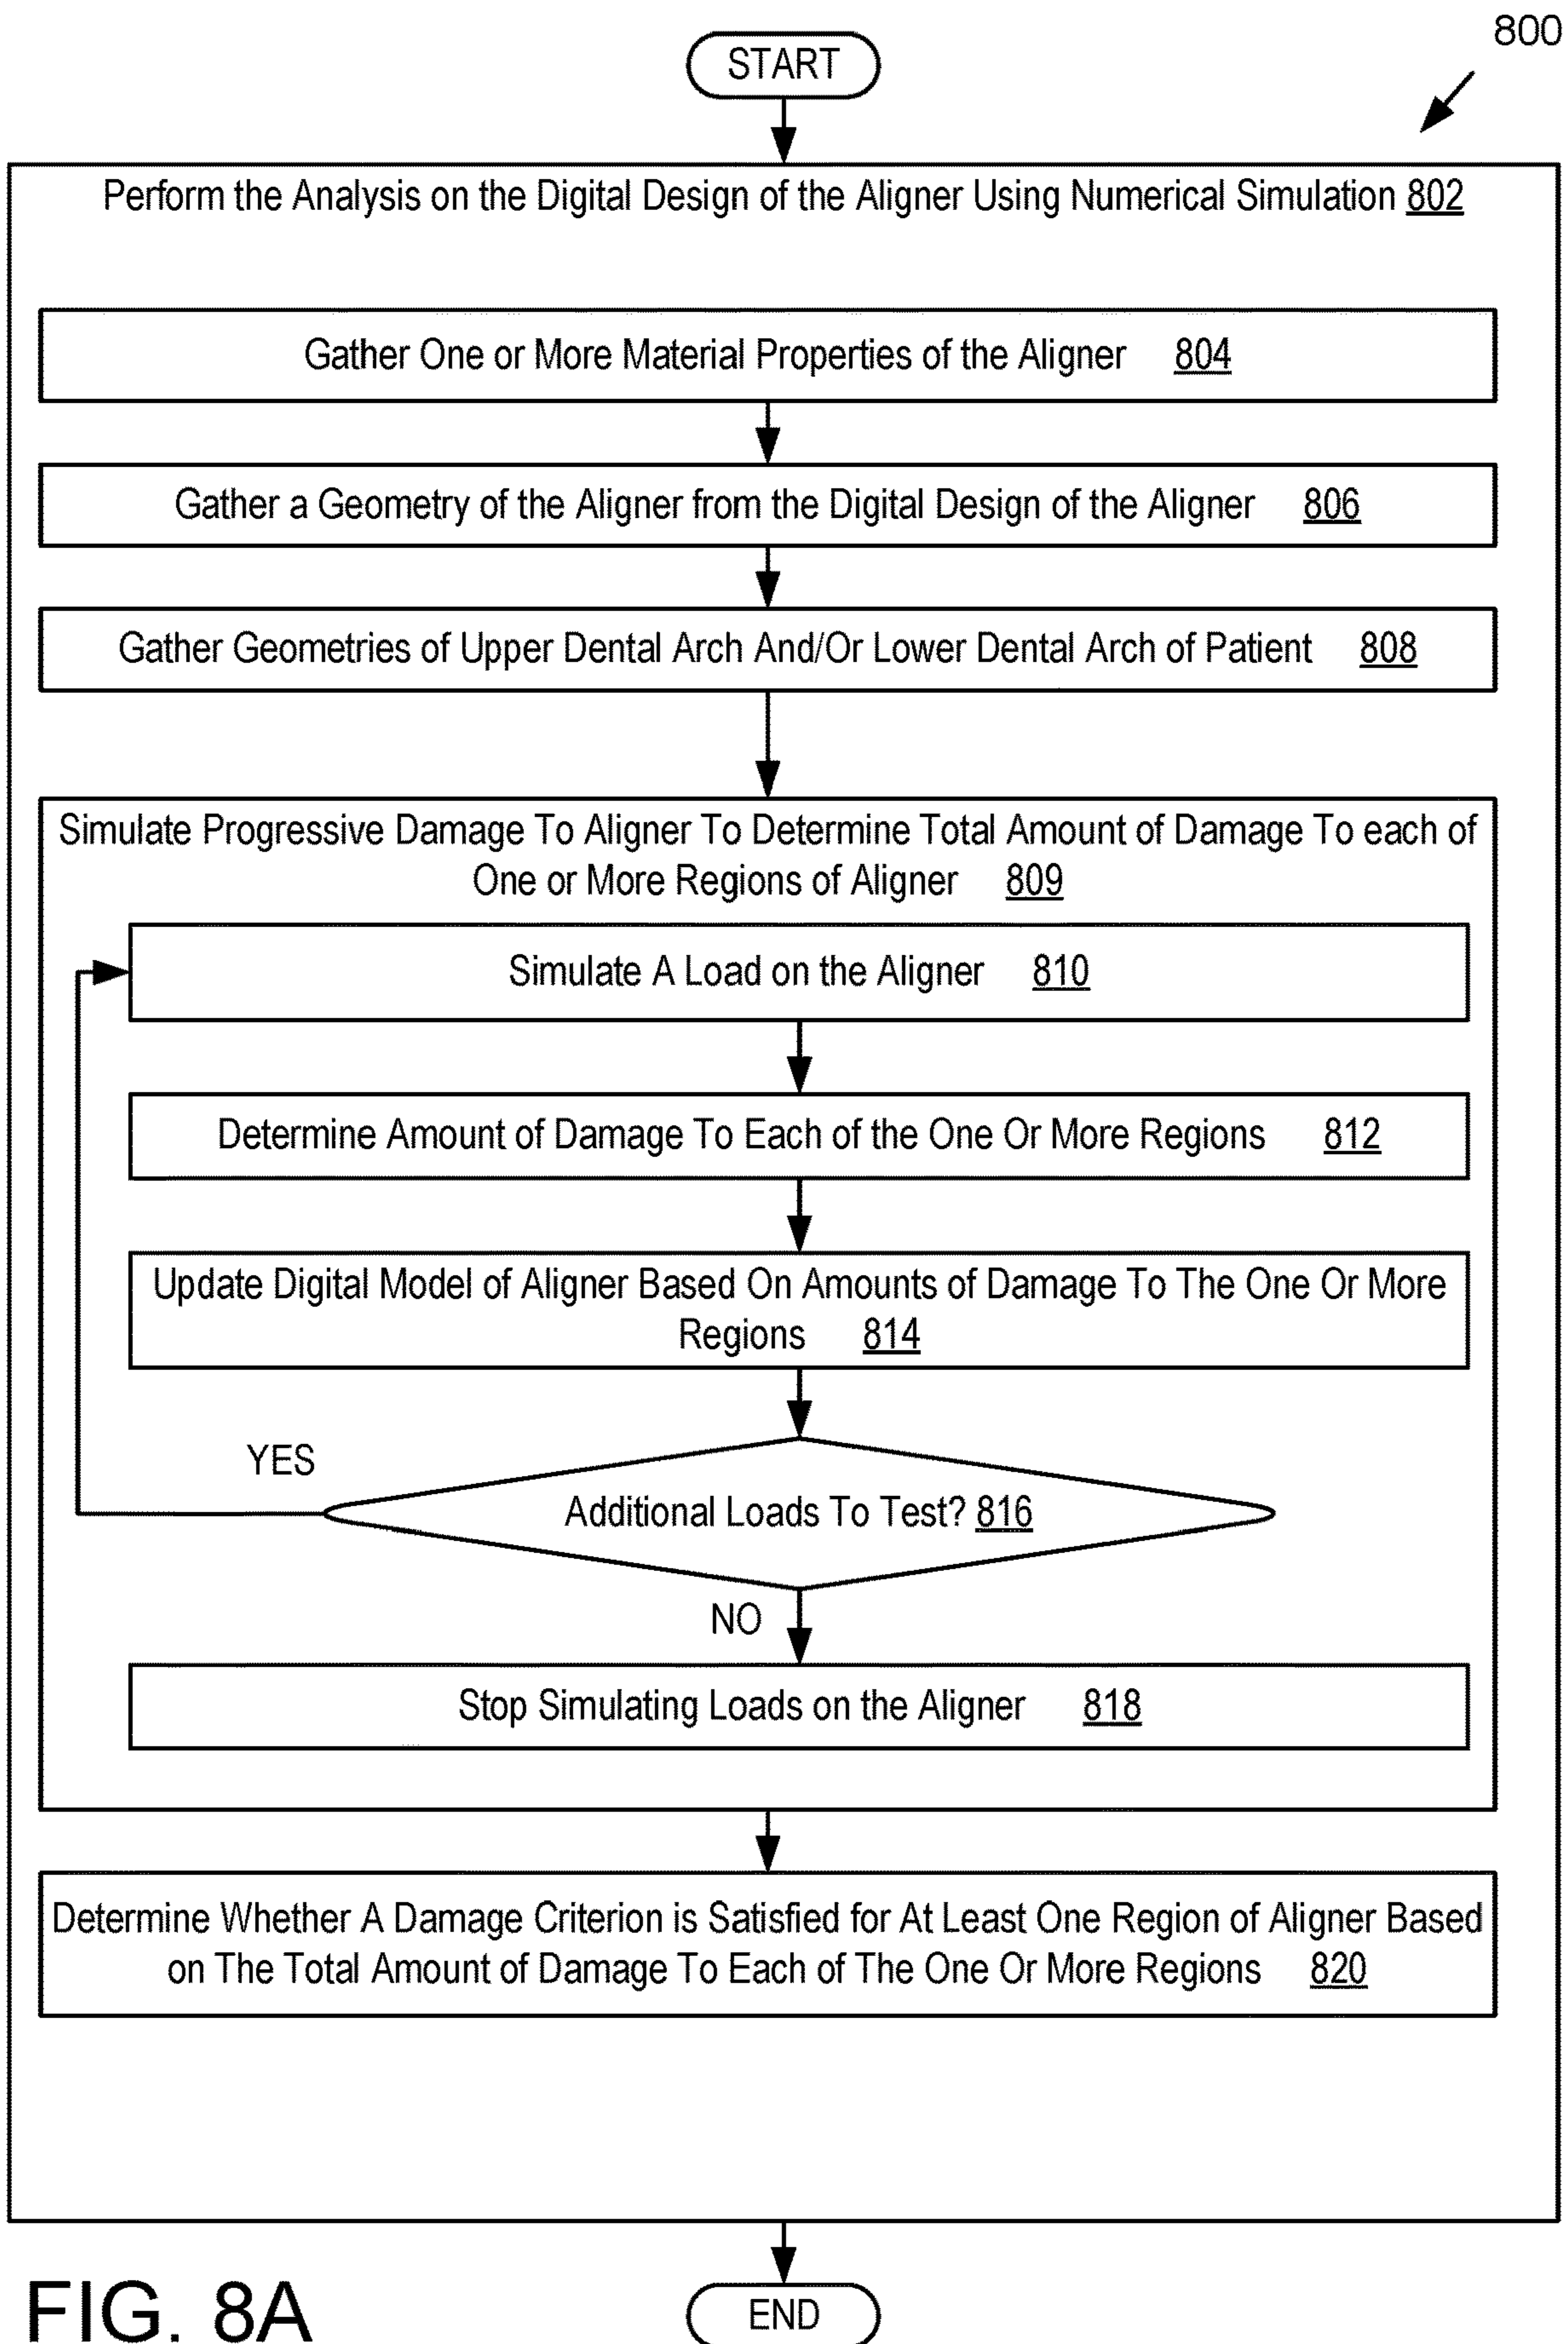 800
START
Perform the Analysis on the Digital Design of the Aligner Using Numerical Simulation 802
Gather One or More Material Properties of the Aligner 804
Gather a Geometry of the Aligner from the Digital Design of the Aligner 806
Gather Geometries of Upper Dental Arch And/Or Lower Dental Arch of Patient 808
Simulate Progressive Damage To Aligner To Determine Total Amount of Damage To each of
One or More Regions of Aligner 809
Simulate A Load on the Aligner 810
Determine Amount of Damage To Each of the One Or More Regions 812
Update Digital Model of Aligner Based On Amounts of Damage To The One Or More
Regions 814
YES
Additional Loads To Test? 816
NO
Stop Simulating Loads on the Aligner 818
Determine Whether A Damage Criterion is Satisfied for At Least One Region of Aligner Based
on The Total Amount of Damage To Each of The One Or More Regions 820
END
FIG. 8A